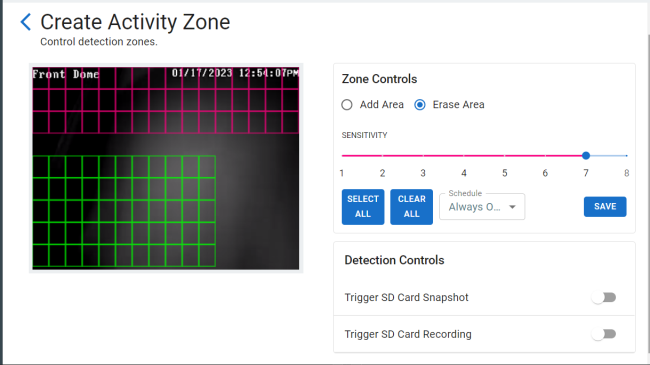 Create Activity Zone
Control detection zones.
Front Dome 01/17/2023 12:54:07PM
Zone Controls
Add Area Erase Area
SENSITIVITY
1 2 3 4 5 6 7 8
SELECT ALL
CLEAR ALL
Schedule
Always O...
SAVE
Detection Controls
Trigger SD Card Snapshot
Trigger SD Card Recording